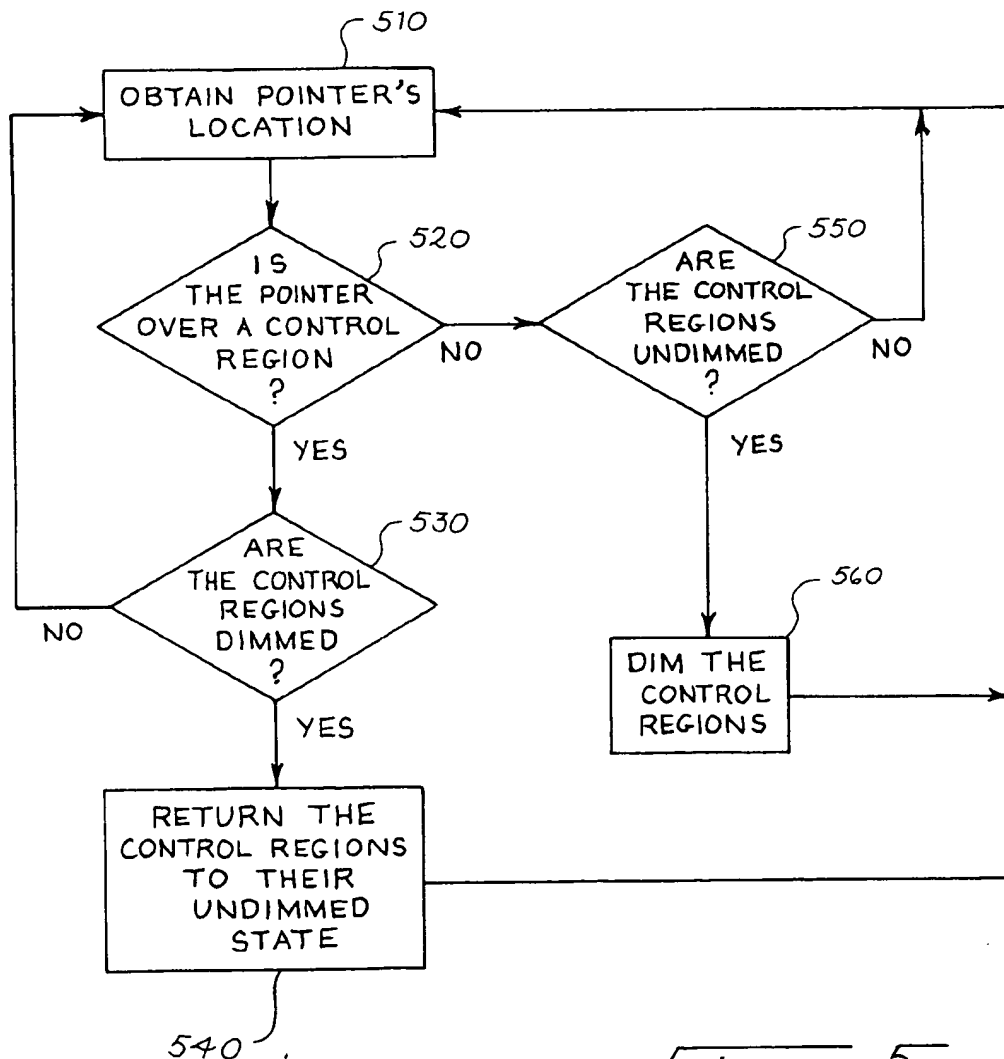 510
OBTAIN POINTER'S
LOCATION
520
IS
THE POINTER
OVER A CONTROL
REGION
?
NO
YES
550
ARE
THE CONTROL
REGIONS
UNDIMMED
?
NO
YES
530
ARE
THE CONTROL
REGIONS
DIMMED
?
NO
YES
560
DIM THE
CONTROL
REGIONS
RETURN THE
CONTROL REGIONS
TO THEIR
UNDIMMED
STATE
540
5